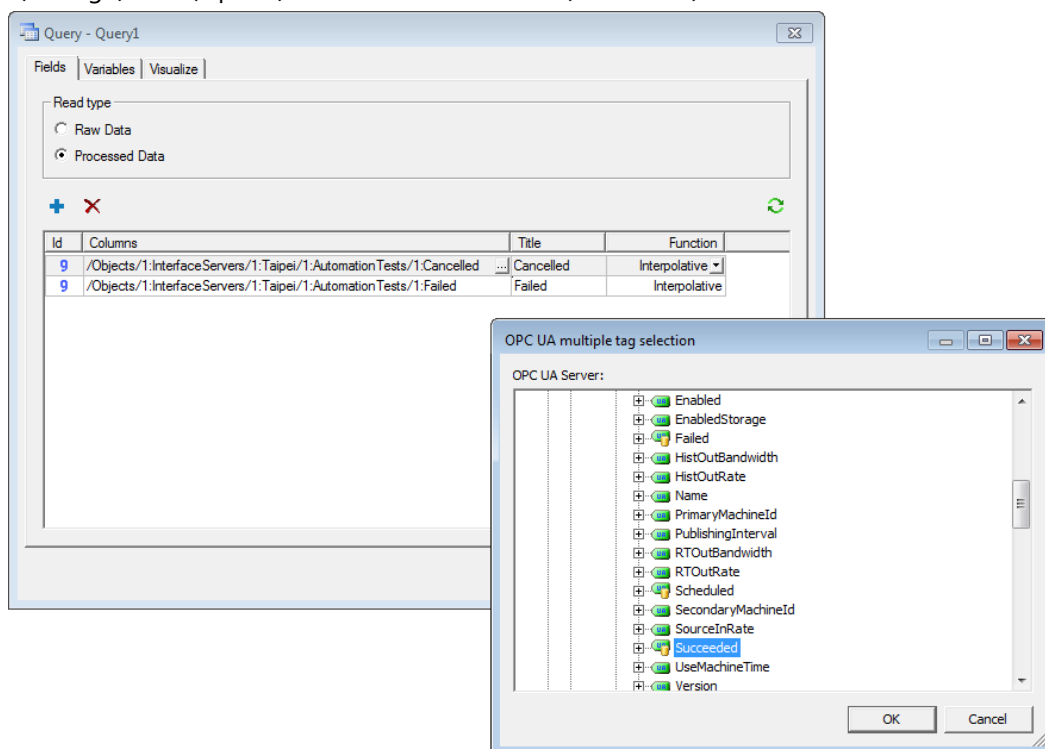 Query - Query1
Fields Variables Visualize
Read type
Raw Data
Processed Data
Id Columns Title Function
9 /Objects/1:InterfaceServers/1:Taipei/1:AutomationTests/1:Cancelled ... Cancelled Interpolative
9 /Objects/1:InterfaceServers/1:Taipei/1:AutomationTests/1:Failed Failed Interpolative
OPC UA multiple tag selection
OPC UA Server:
Enabled
EnabledStorage
Failed
HistOutBandwidth
HistOutRate
Name
PrimaryMachineId
PublishingInterval
RTOutBandwidth
RTOutRate
Scheduled
SecondaryMachineId
SourceInRate
Succeeded
UseMachineTime
Version
OK Cancel